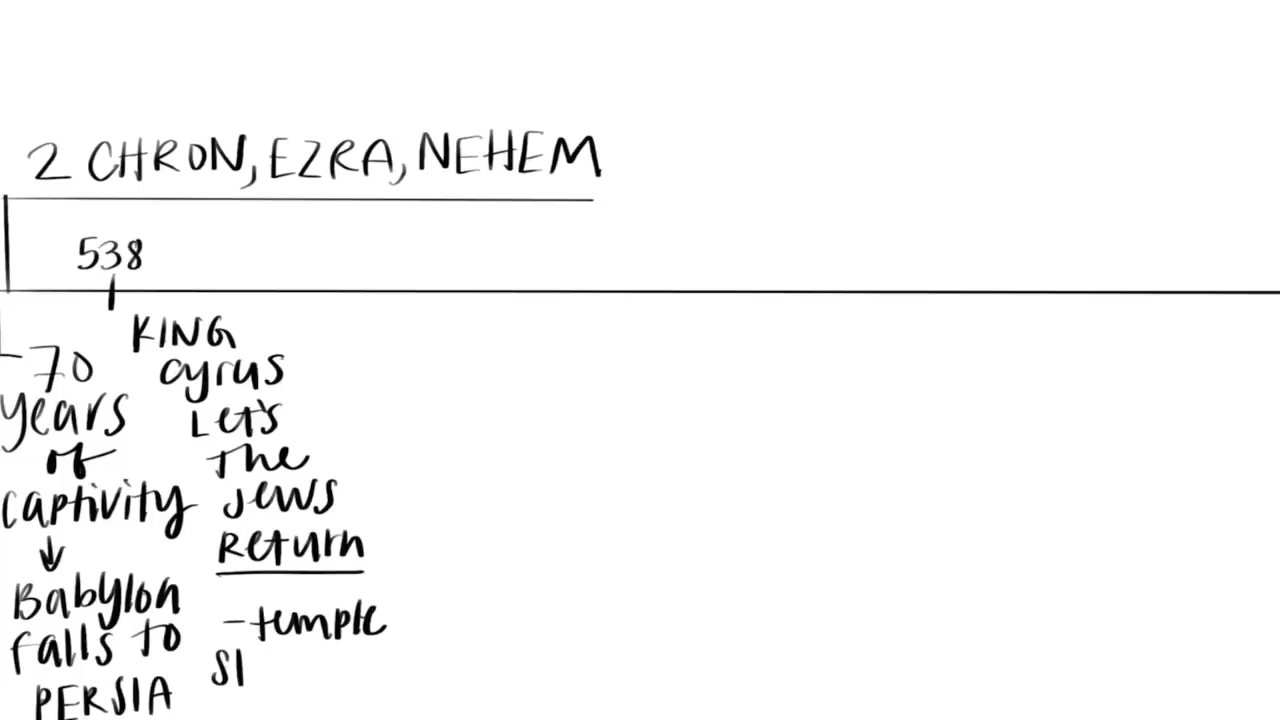 2 CHRON, EZRA, NEHEM
538
-70
years
of
captivity
↓
Babylon
falls to
PERSIA
KING
cyrus
Let's
The
Jews
Return
- temple
SI